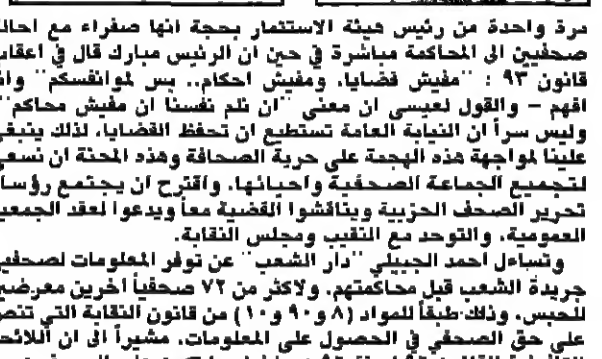 مرة واحدة من رئيس هيئة الاستثمار بحجة انها صفراء مع احالة
صحفيين الى المحاكمة مباشرة في حين ان الرئيس مبارك قال في اعقاب
قانون ٩٣ : "مفيش قضايا، ومفيش احكام.. بس لموا نفسكم" وانا
افهم – والقول لعيسى ان معنى "ان نلم نفسنا ان مفيش محاكم"
وليس سراً ان النيابة العامة تستطيع ان تحفظ القضايا، لذلك ينبغي
علينا لمواجهة هذه الهجمة على حرية الصحافة وهذه المحنة ان نسعى
لتجميع الجماعة الصحفية واحيائها، واقترح ان يجتمع رؤساء
تحرير الصحف الحزبية ويناقشوا القضية معاً ويدعوا لعقد الجمعية
العمومية، والتوحد مع النقيب ومجلس النقابة.
وتساءل احمد الجبيلي "دار الشعب" عن توفر المعلومات لصحفيي
جريدة الشعب قبل محاكمتهم، ولاكثر من ٧٢ صحفياً آخرين معرضين
للحبس، وذلك طبقاً للمواد (٨ و ٩ و ١٠) من قانون النقابة التي تنص
على حق الصحفي في الحصول على المعلومات، مشيراً الى ان اللائحة